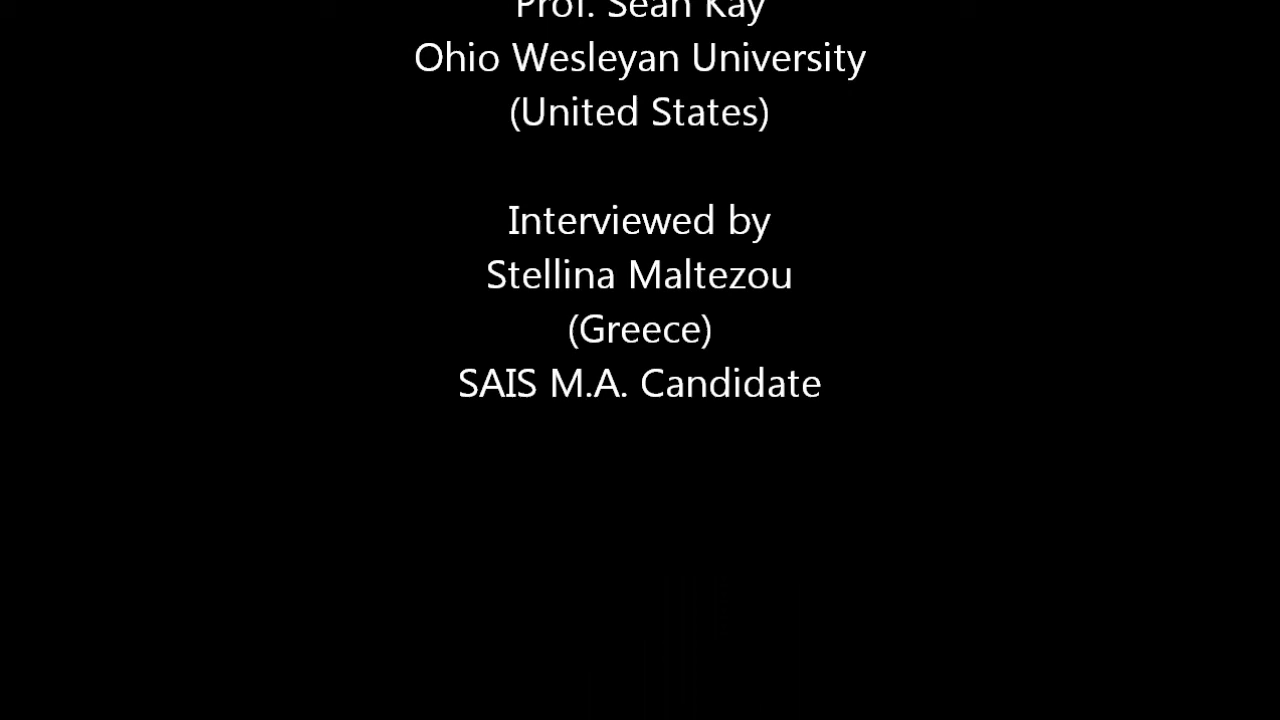 Prof. Sean Kay
Ohio Wesleyan University
(United States)
Interviewed by
Stellina Maltezou
(Greece)
SAIS M.A. Candidate